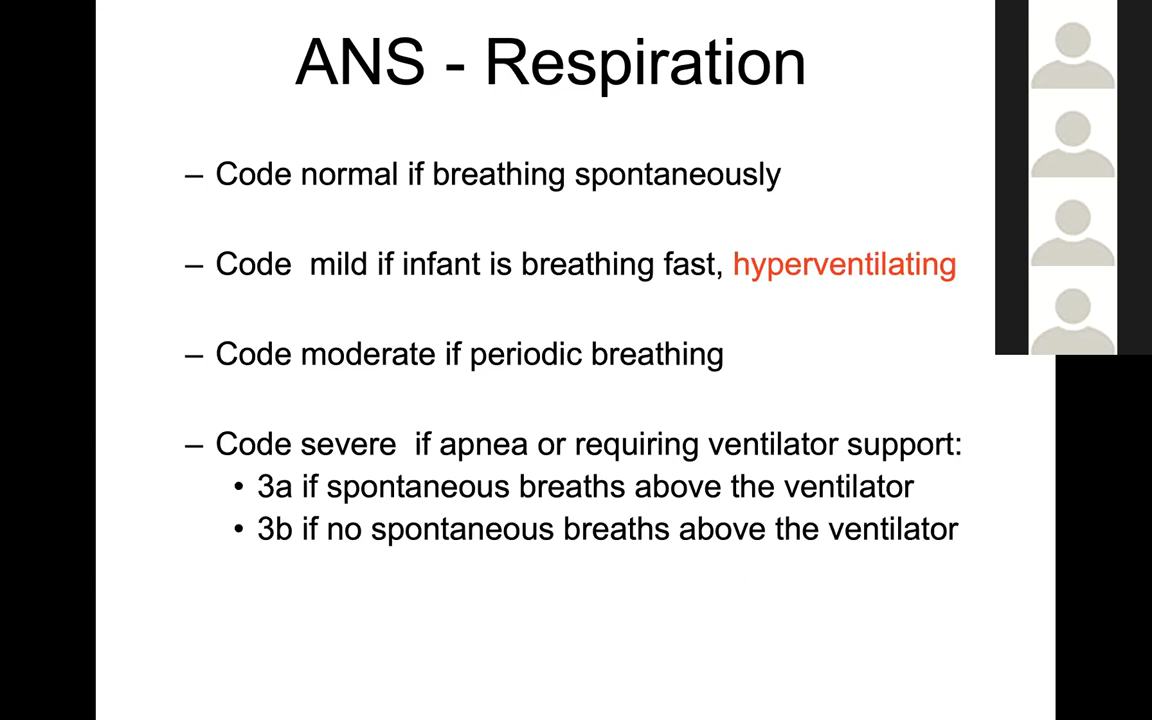 ANS - Respiration
– Code normal if breathing spontaneously
– Code  mild if infant is breathing fast, hyperventilating
– Code moderate if periodic breathing
– Code severe  if apnea or requiring ventilator support:
• 3a if spontaneous breaths above the ventilator
• 3b if no spontaneous breaths above the ventilator